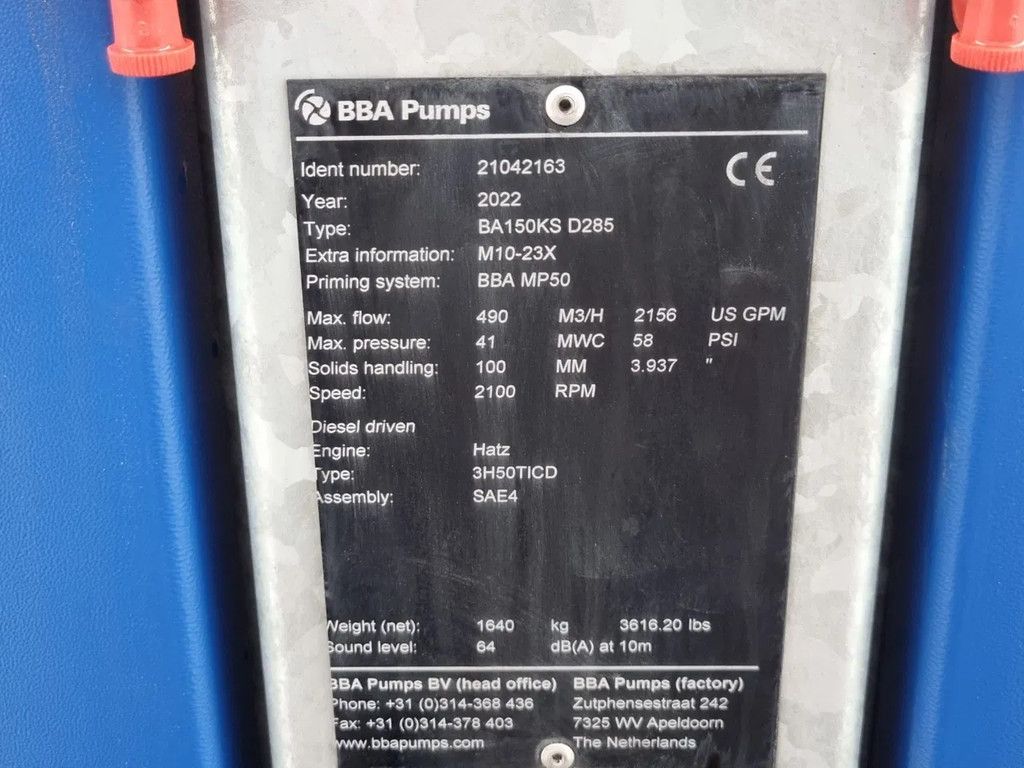 BBA Pumps
Ident number: 21042163
CE
Year: 2022
Type: BA150KS D285
Extra information: M10-23X
Priming system: BBA MP50
Max. flow: 490 M3/H 2156 US GPM
Max. pressure: 41 MWC 58 PSI
Solids handling: 100 MM 3.937 "
Speed: 2100 RPM
Diesel driven
Engine: Hatz
Type: 3H50TICD
Assembly: SAE4
Weight (net): 1640 kg 3616.20 lbs
Sound level: 64 dB(A) at 10m
BBA Pumps BV (head office) BBA Pumps (factory)
Phone: +31 (0)314-368 436 Zutphensestraat 242
Fax: +31 (0)314-378 403 7325 WV Apeldoorn
www.bbapumps.com The Netherlands